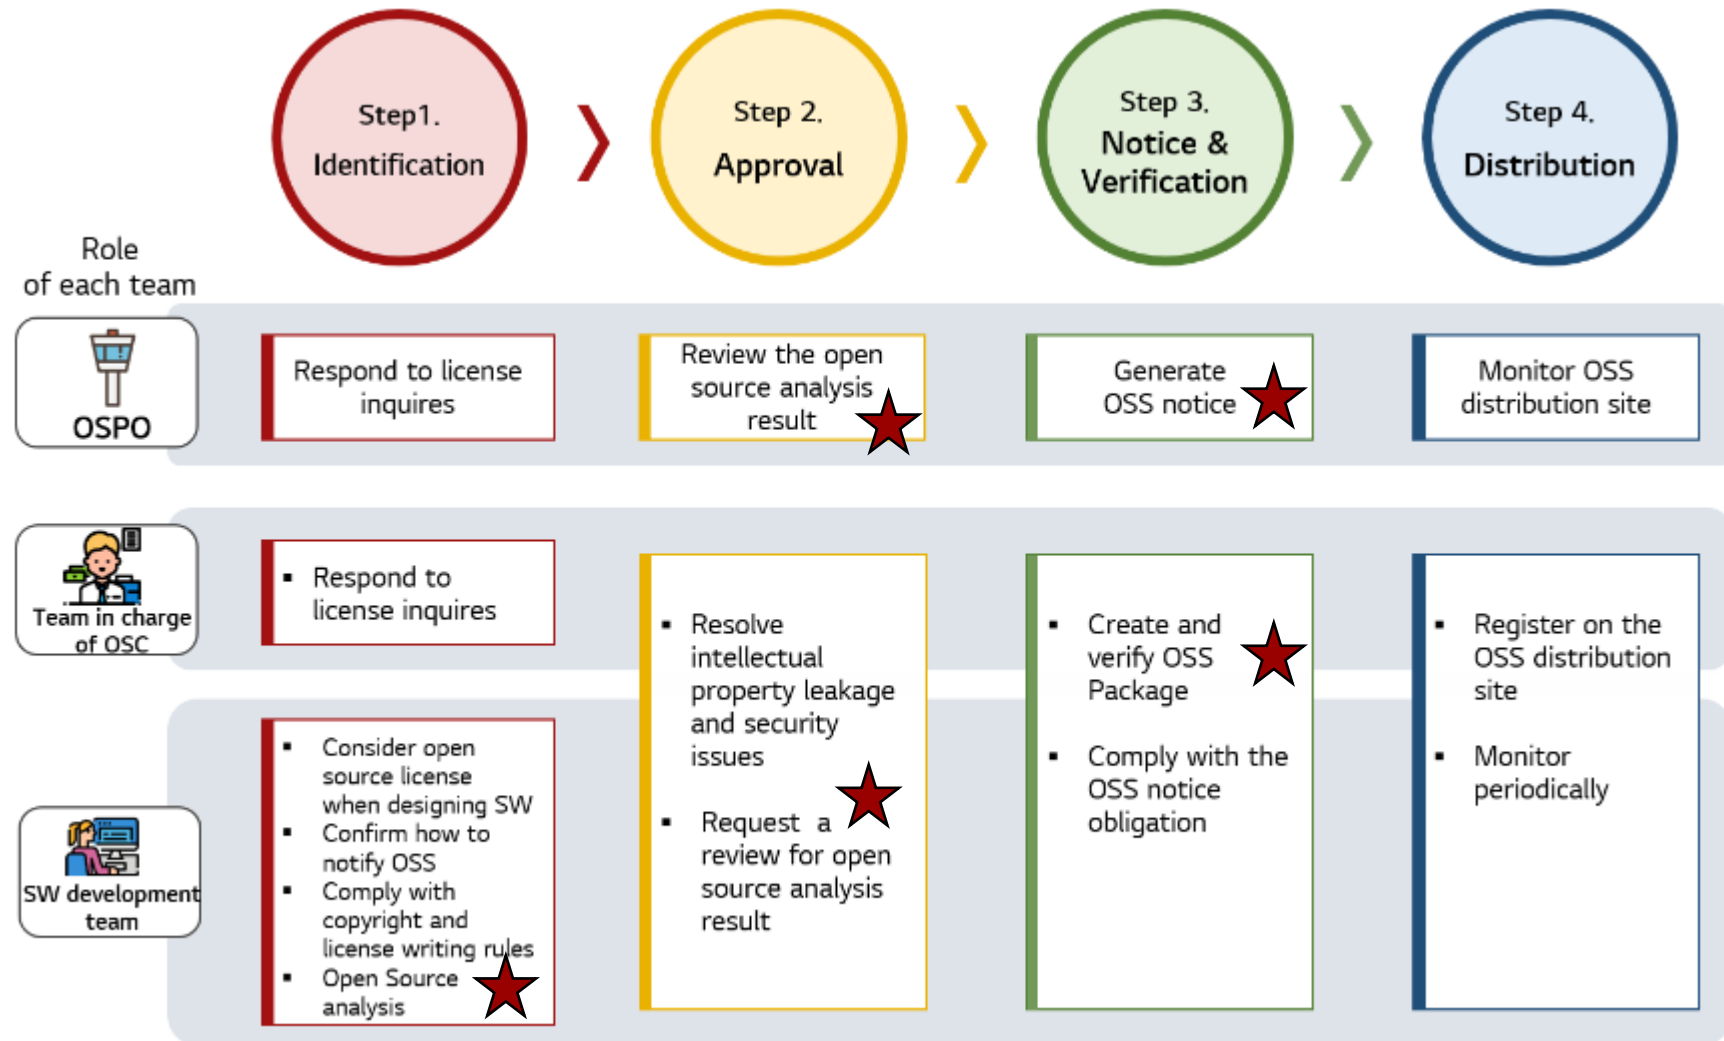 Step1.
Identification
Step 2.
Approval
Step 3.
Notice &
Verification
Step 4.
Distribution
Role
of each team
OSPO
Respond to license
inquires
Review the open
source analysis
result
Generate
OSS notice
Monitor OSS
distribution site
Team in charge
of OSC
▪ Respond to
license inquires
▪ Resolve
intellectual
property leakage
and security
issues
▪ Request a
review for open
source analysis
result
▪ Create and
verify OSS
Package
▪ Comply with the
OSS notice
obligation
▪ Register on the
OSS distribution
site
▪ Monitor
periodically
SW development
team
▪ Consider open
source license
when designing SW
▪ Confirm how to
notify OSS
▪ Comply with
copyright and
license writing rules
▪ Open Source
analysis